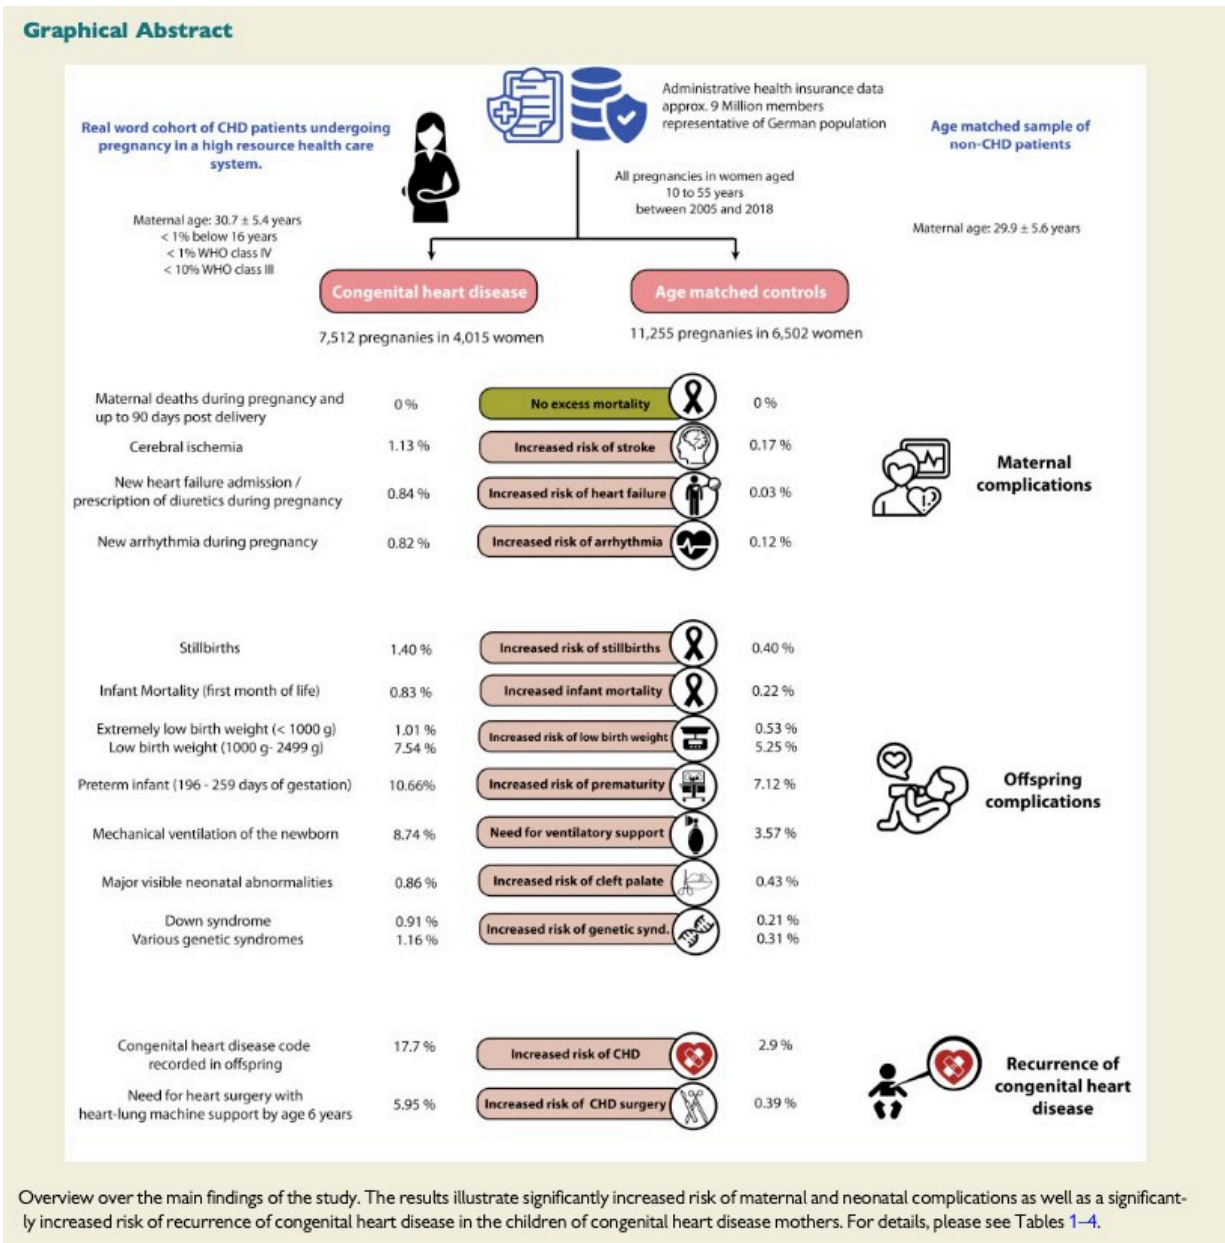 Graphical Abstract
Administrative health insurance data
approx. 9 Million members
representative of German population
Real word cohort of CHD patients undergoing
pregnancy in a high resource health care
system.
Age matched sample of
non-CHD patients
All pregnancies in women aged
10 to 55 years
between 2005 and 2018
Maternal age: 30.7 ± 5.4 years
< 1% below 16 years
< 1% WHO class IV
< 10% WHO class III
Maternal age: 29.9 ± 5.6 years
Congenital heart disease
Age matched controls
7,512 pregnanies in 4,015 women
11,255 pregnanies in 6,502 women
Maternal deaths during pregnancy and
up to 90 days post delivery
0 %
No excess mortality
0 %
Cerebral ischemia
1.13 %
Increased risk of stroke
0.17 %
New heart failure admission /
prescription of diuretics during pregnancy
0.84 %
Increased risk of heart failure
0.03 %
New arrhythmia during pregnancy
0.82 %
Increased risk of arrhythmia
0.12 %
Maternal
complications
Stillbirths
1.40 %
Increased risk of stillbirths
0.40 %
Infant Mortality (first month of life)
0.83 %
Increased infant mortality
0.22 %
Extremely low birth weight (< 1000 g)
Low birth weight (1000 g- 2499 g)
1.01 %
7.54 %
Increased risk of low birth weight
0.53 %
5.25 %
Preterm infant (196 - 259 days of gestation)
10.66%
Increased risk of prematurity
7.12 %
Mechanical ventilation of the newborn
8.74 %
Need for ventilatory support
3.57 %
Major visible neonatal abnormalities
0.86 %
Increased risk of cleft palate
0.43 %
Down syndrome
Various genetic syndromes
0.91 %
1.16 %
Increased risk of genetic synd.
0.21 %
0.31 %
Offspring
complications
Congenital heart disease code
recorded in offspring
17.7 %
Increased risk of CHD
2.9 %
Need for heart surgery with
heart-lung machine support by age 6 years
5.95 %
Increased risk of CHD surgery
0.39 %
Recurrence of
congenital heart
disease
Overview over the main findings of the study. The results illustrate significantly increased risk of maternal and neonatal complications as well as a significant-
ly increased risk of recurrence of congenital heart disease in the children of congenital heart disease mothers. For details, please see Tables 1–4.